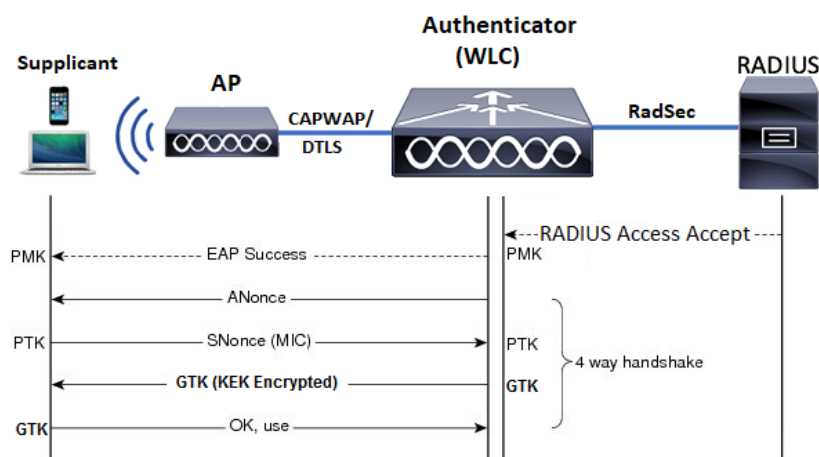 Authenticator
(WLC)
Supplicant
AP
RADIUS
CAPWAP/
DTLS
RadSec
RADIUS Access Accept
PMK
EAP Success
PMK
ANonce
PTK
SNonce (MIC)
PTK
4 way handshake
GTK (KEK Encrypted)
GTK
GTK
OK, use